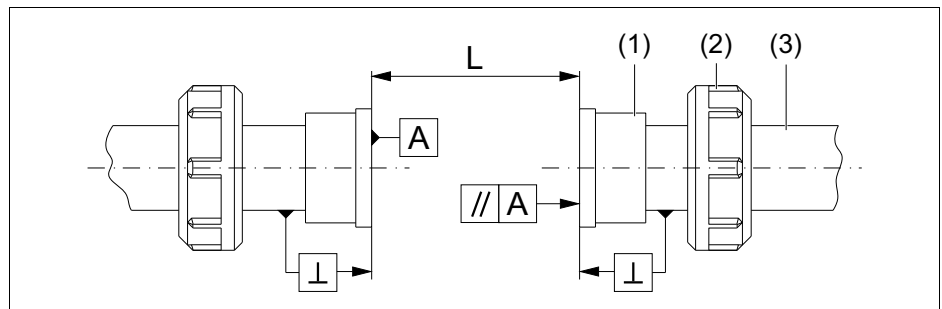 L
(1)
(2)
(3)
A
// A
⊥
⊥